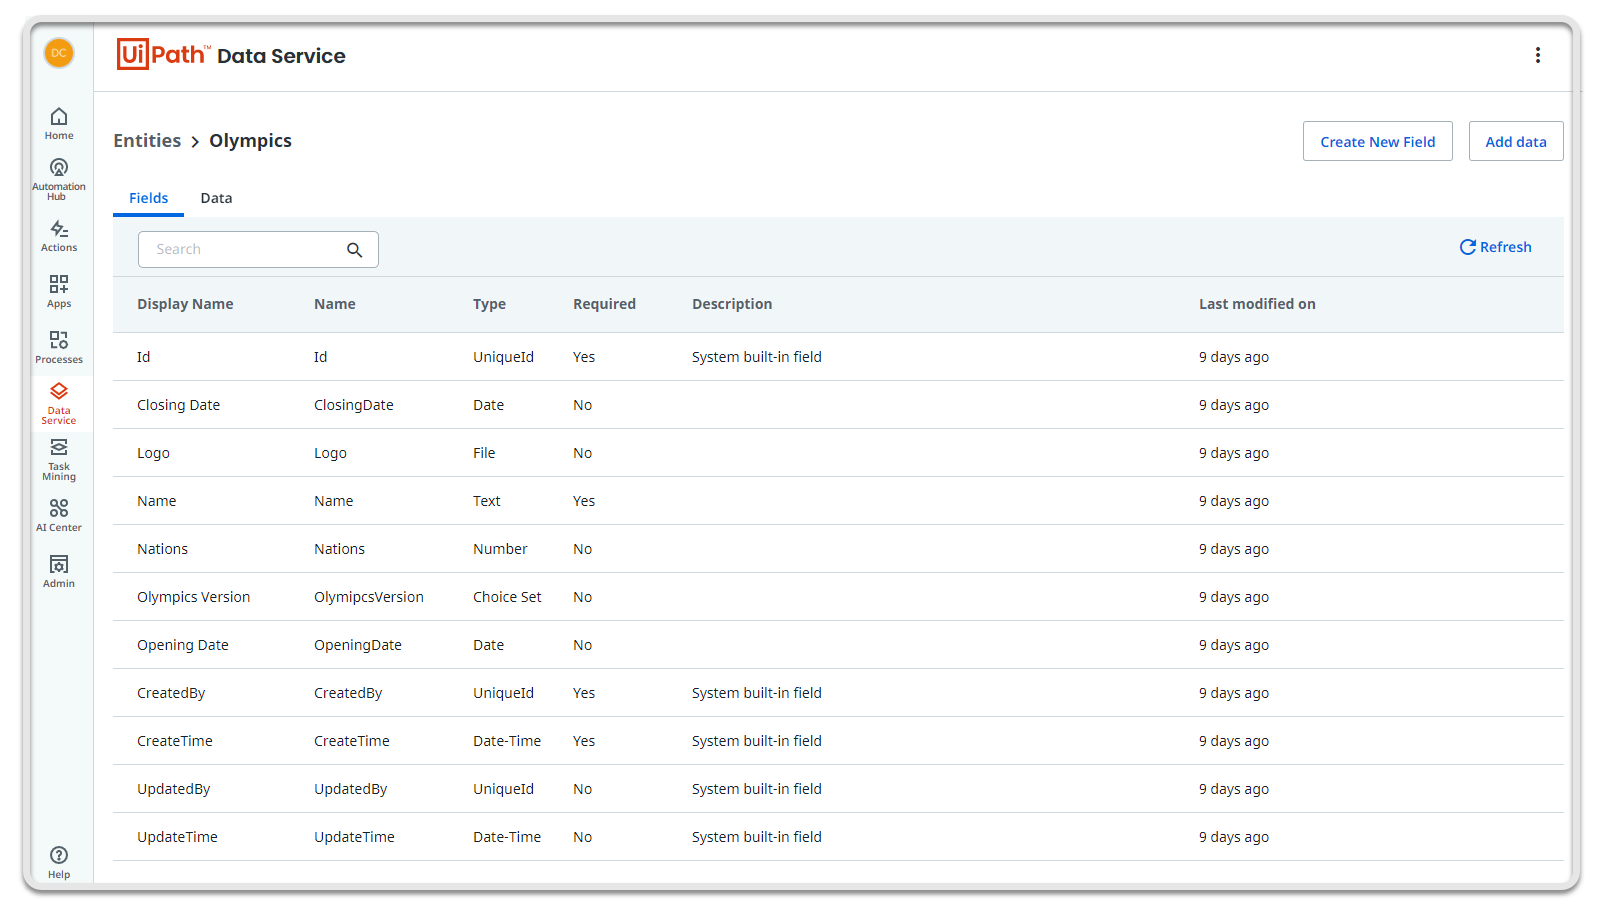 DC
UiPath™ Data Service
Home
Automation
Hub
Actions
Apps
Processes
Data
Service
Task
Mining
AI Center
Admin
Help
Entities > Olympics
Create New Field
Add data
Fields Data
Search
Refresh
Display Name Name Type Required Description Last modified on
Id Id UniqueId Yes System built-in field 9 days ago
Closing Date ClosingDate Date No 9 days ago
Logo Logo File No 9 days ago
Name Name Text Yes 9 days ago
Nations Nations Number No 9 days ago
Olympics Version OlymipcsVersion Choice Set No 9 days ago
Opening Date OpeningDate Date No 9 days ago
CreatedBy CreatedBy UniqueId Yes System built-in field 9 days ago
CreateTime CreateTime Date-Time Yes System built-in field 9 days ago
UpdatedBy UpdatedBy UniqueId No System built-in field 9 days ago
UpdateTime UpdateTime Date-Time No System built-in field 9 days ago